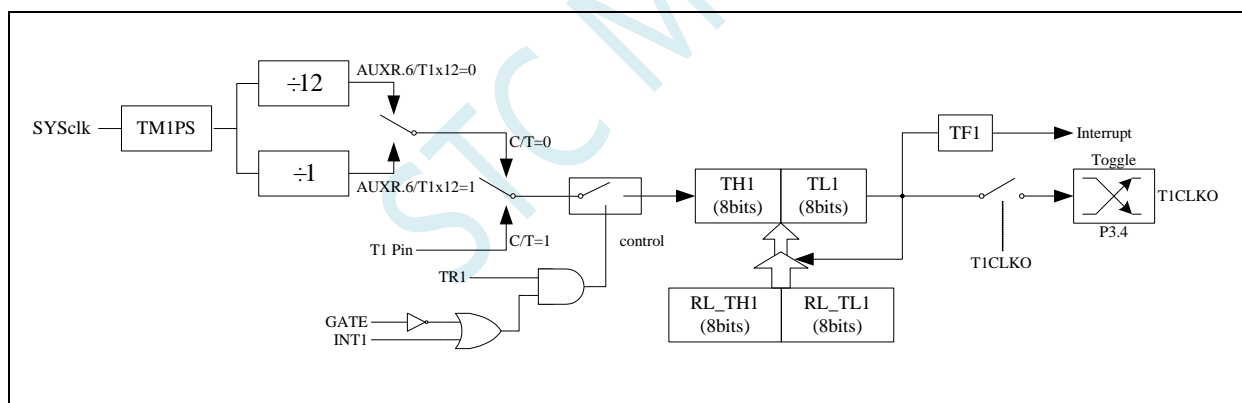 STC M
÷12
AUXR.6/T1x12=0
SYSclk
TM1PS
÷1
AUXR.6/T1x12=1
C/T=0
C/T=1
T1 Pin
control
TR1
GATE
INT1
TH1
(8bits)
TL1
(8bits)
RL_TH1
(8bits)
RL_TL1
(8bits)
TF1
Interrupt
Toggle
T1CLKO
P3.4
T1CLKO